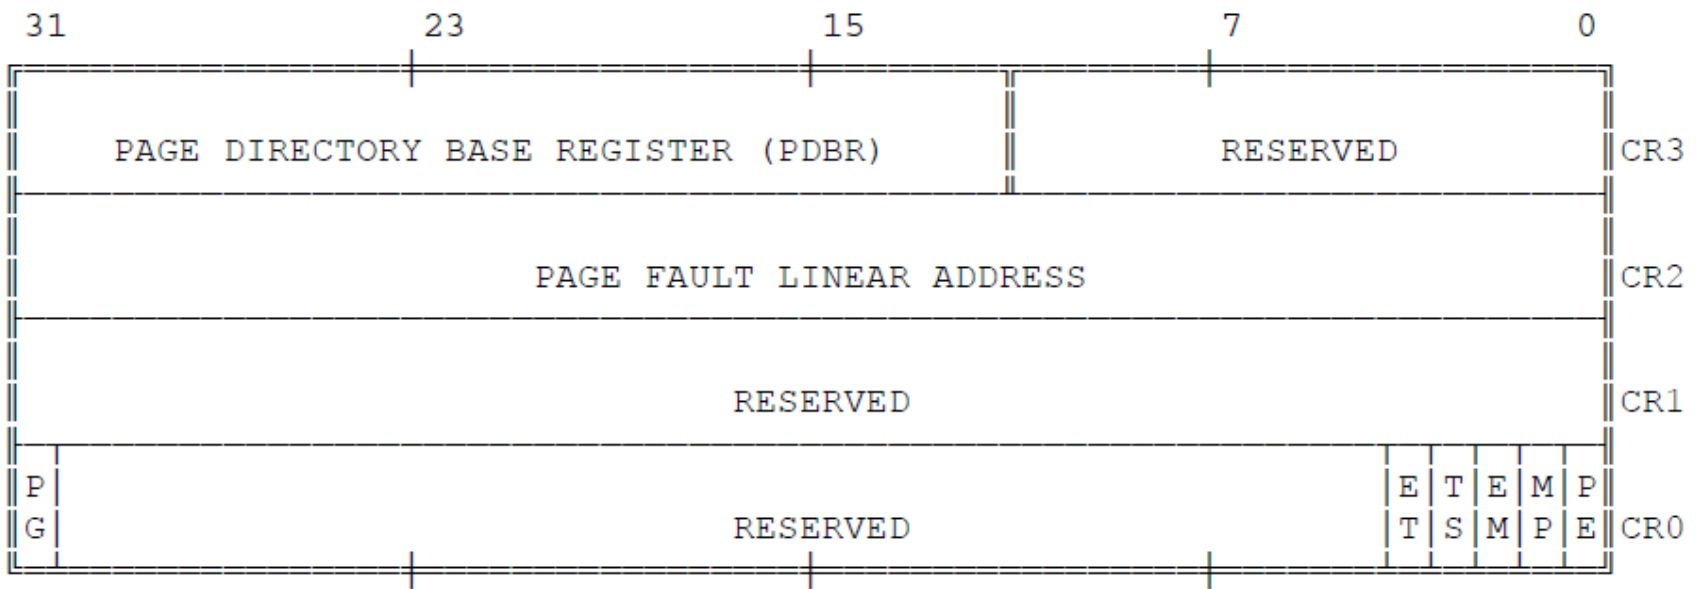 31 23 15 7 0
PAGE DIRECTORY BASE REGISTER (PDBR) RESERVED CR3
PAGE FAULT LINEAR ADDRESS CR2
RESERVED CR1
P E T E M P
G RESERVED T S M P E CR0